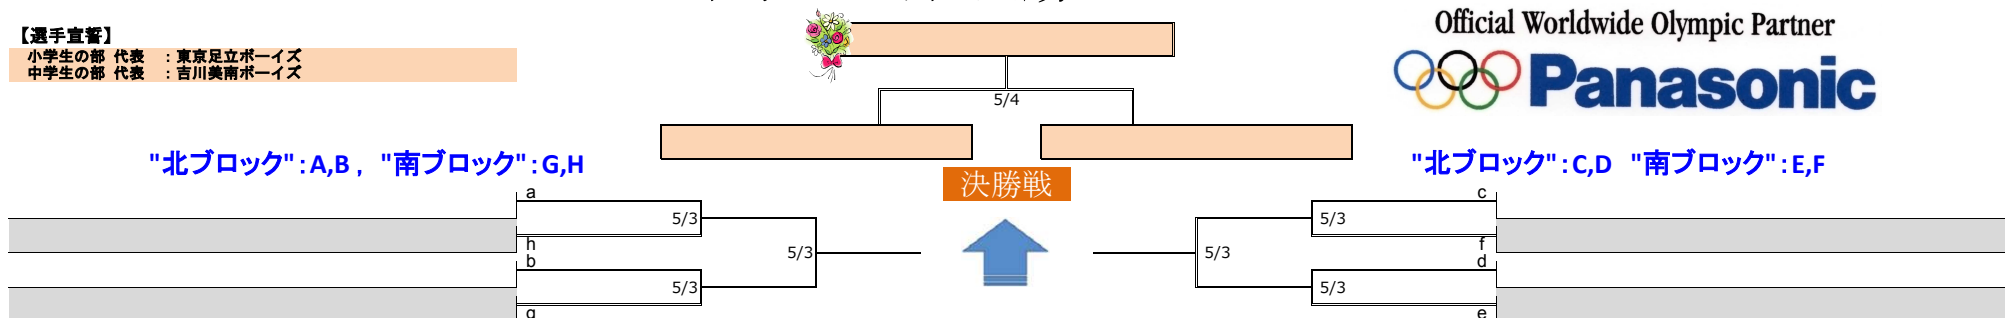 【選手宣誓】
小学生の部 代表 ：東京足立ボーイズ
中学生の部 代表 ：吉川美南ボーイズ
Official Worldwide Olympic Partner
Panasonic
5/4
"北ブロック"：A,B ， "南ブロック"：G,H
"北ブロック"：C,D "南ブロック"：E,F
決勝戦
a
c
5/3
5/3
h
f
5/3
5/3
b
d
5/3
5/3
g
e